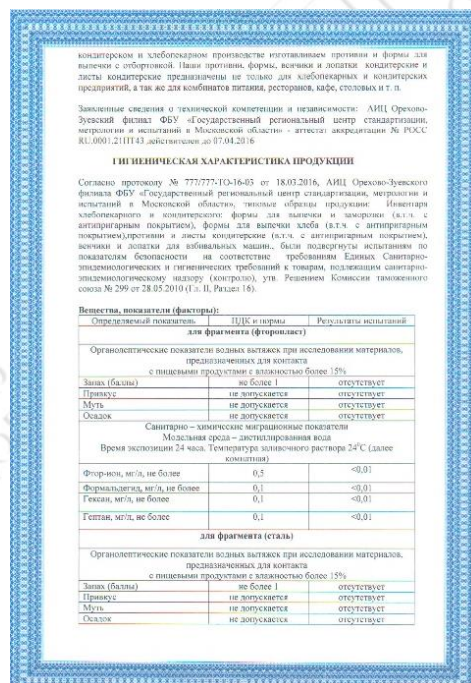 кондитерском и хлебопекарном производстве изготавливаем противни и формы для
выпечки с отбортовкой. Наши противни, формы, венчики и лопатки кондитерские и
листы кондитерские предназначены не только для хлебопекарных и кондитерских
предприятий, а так же для комбинатов питания, ресторанов, кафе, столовых и т. п.
Заявленные сведения о технической компетенции и независимости: АИЦ Орехово-
Зуевский филиал ФБУ «Государственный региональный центр стандартизации,
метрологии и испытаний в Московской области» - аттестат аккредитации № РОСС
RU.0001.21ПТ43 действителен до 07.04.2016
ГИГИЕНИЧЕСКАЯ ХАРАКТЕРИСТИКА ПРОДУКЦИИ
Согласно протоколу № 777/777-ТО-16-03 от 18.03.2016, АИЦ Орехово-Зуевского
филиала ФБУ «Государственный региональный центр стандартизации, метрологии и
испытаний в Московской области», типовые образцы продукции: Инвентаря
хлебопекарного и кондитерского: формы для выпечки и заморозки (в.т.ч. с
антипригарным покрытием), формы для выпечки хлеба (в.т.ч. с антипригарным
покрытием),противни и листы кондитерские (в.т.ч. с антипригарным покрытием),
венчики и лопатки для взбивальных машин., были подвергнуты испытаниям по
показателям безопасности на соответствие требованиям Единых Санитарно-
эпидемиологических и гигиенических требований к товарам, подлежащим санитарно-
эпидемиологическому надзору (контролю), утв. Решением Комиссии таможенного
союза № 299 от 28.05.2010 (Гл. II, Раздел 16).
Вещества, показатели (факторы):
Определяемый показатель ПДК и нормы Результаты испытаний
для фрагмента (фторопласт)
Органолептические показатели водных вытяжек при исследовании материалов,
предназначенных для контакта
с пищевыми продуктами с влажностью более 15%
Запах (баллы) не более 1 отсутствует
Привкус не допускается отсутствует
Муть не допускается отсутствует
Осадок не допускается отсутствует
Санитарно – химические миграционные показатели
Модельная среда – дистиллированная вода
Время экспозиции 24 часа. Температура заливочного раствора 24⁰С (далее
комнатная)
Фтор-ион, мг/л, не более 0,5 <0,01
Формальдегид, мг/л, не более 0,1 <0,01
Гексан, мг/л, не более 0,1 <0,01
Гептан, мг/л, не более 0,1 <0,01
для фрагмента (сталь)
Органолептические показатели водных вытяжек при исследовании материалов,
предназначенных для контакта
с пищевыми продуктами с влажностью более 15%
Запах (баллы) не более 1 отсутствует
Привкус не допускается отсутствует
Муть не допускается отсутствует
Осадок не допускается отсутствует